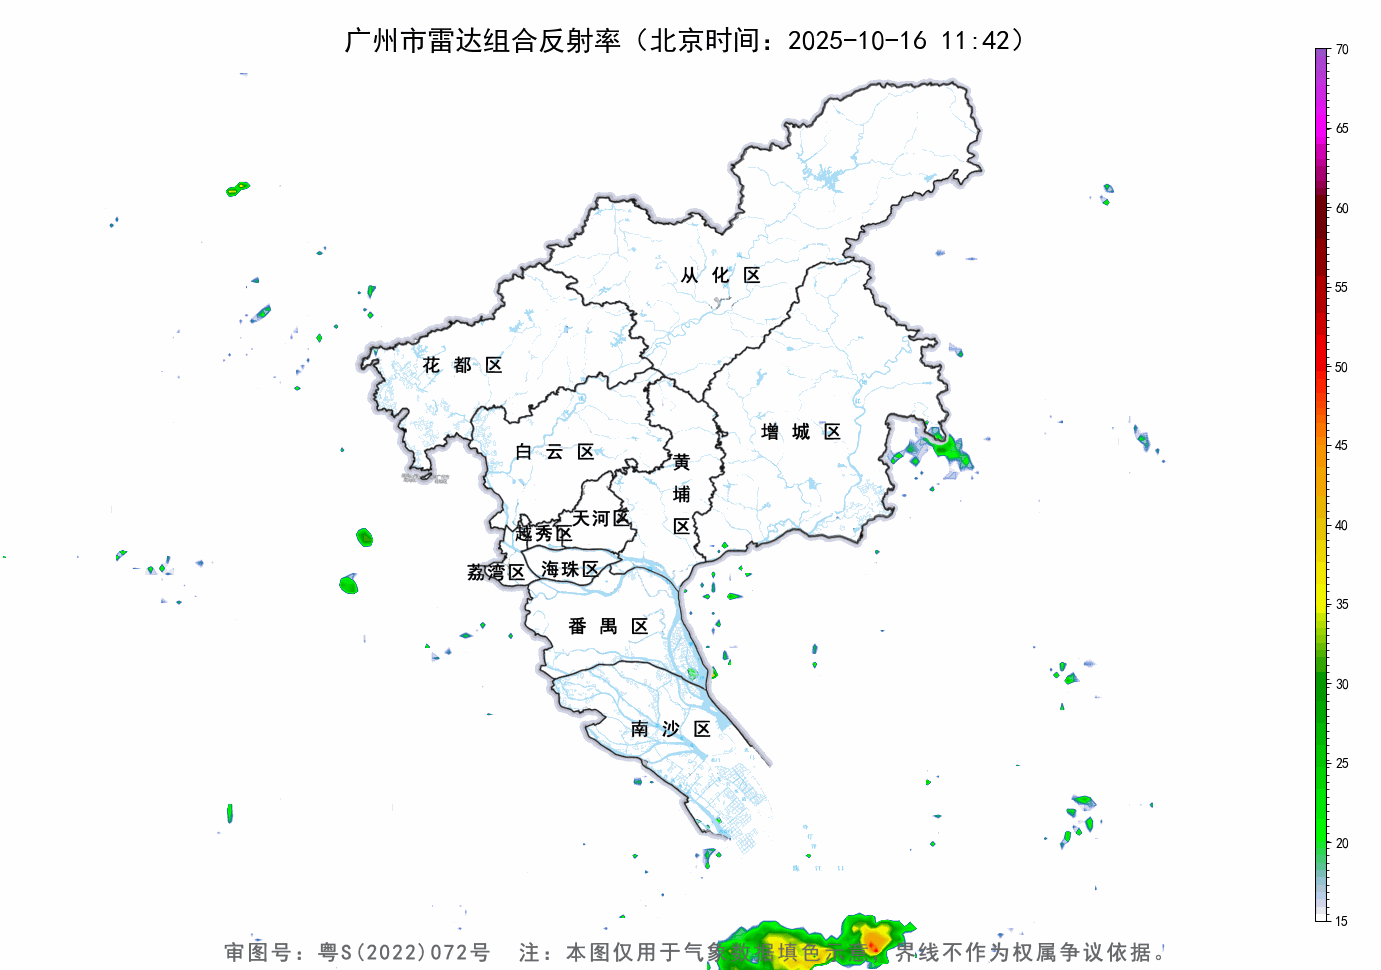 广州市雷达组合反射率（北京时间：2025-10-16 11:42）
70
65
60
55
50
45
40
35
30
25
20
15
从化区
花都区
增城区
白云区
黄埔区
天河区
越秀区
荔湾区
海珠区
番禺区
南沙区
审图号：粤S(2022)072号 注：本图仅用于气象数据填色示意，界线不作为权属争议依据。